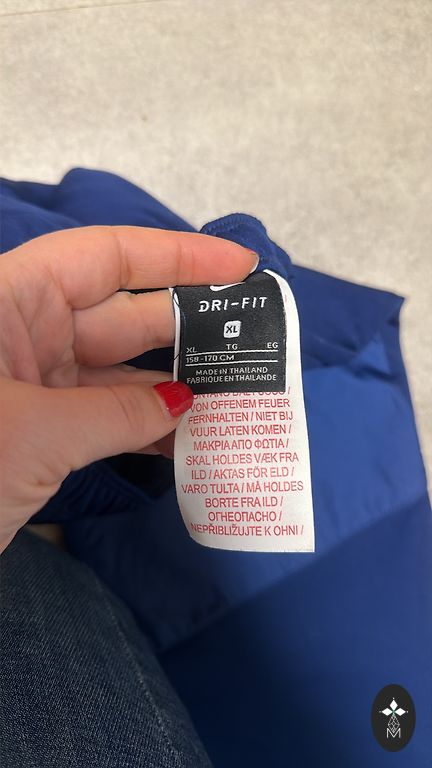 DRI-FIT
XL
XL TG EG
158-170 CM
MADE IN THAILAND
FABRIQUE EN THAILANDE
VON OFFENEM FEUER
FERNHALTEN / NIET BIJ
VUUR LATEN KOMEN /
ΜΑΚΡΙΑ ΑΠΟ ΦΩΤΙΑ /
SKAL HOLDES VÆK FRA
ILD / AKTAS FÖR ELD /
VARO TULTA / MÅ HOLDES
BORTE FRA ILD /
ОГНЕОПАСНО /
NEPŘIBLIŽUJTE K OHNI /
M